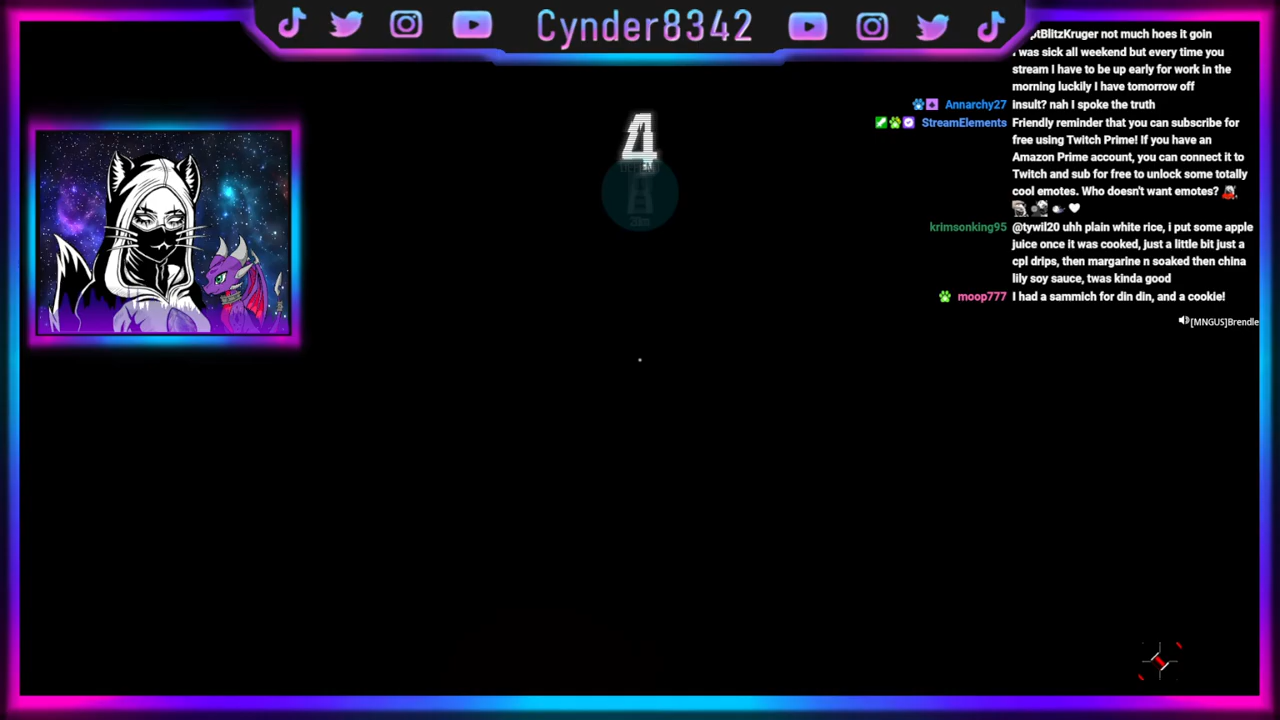 Cynder8342
ptBlitzKruger not much hoes it goin
I was sick all weekend but every time you
stream I have to be up early for work in the
morning luckily I have tomorrow off
Annarchy27 insult? nah I spoke the truth
StreamElements Friendly reminder that you can subscribe for
free using Twitch Prime! If you have an
Amazon Prime account, you can connect it to
Twitch and sub for free to unlock some totally
cool emotes. Who doesn't want emotes?
krimsonking95 @tywil20 uhh plain white rice, i put some apple
juice once it was cooked, just a little bit just a
cpl drips, then margarine n soaked then china
lily soy sauce, twas kinda good
moop777 I had a sammich for din din, and a cookie!
[MNGUS]Brendle
4